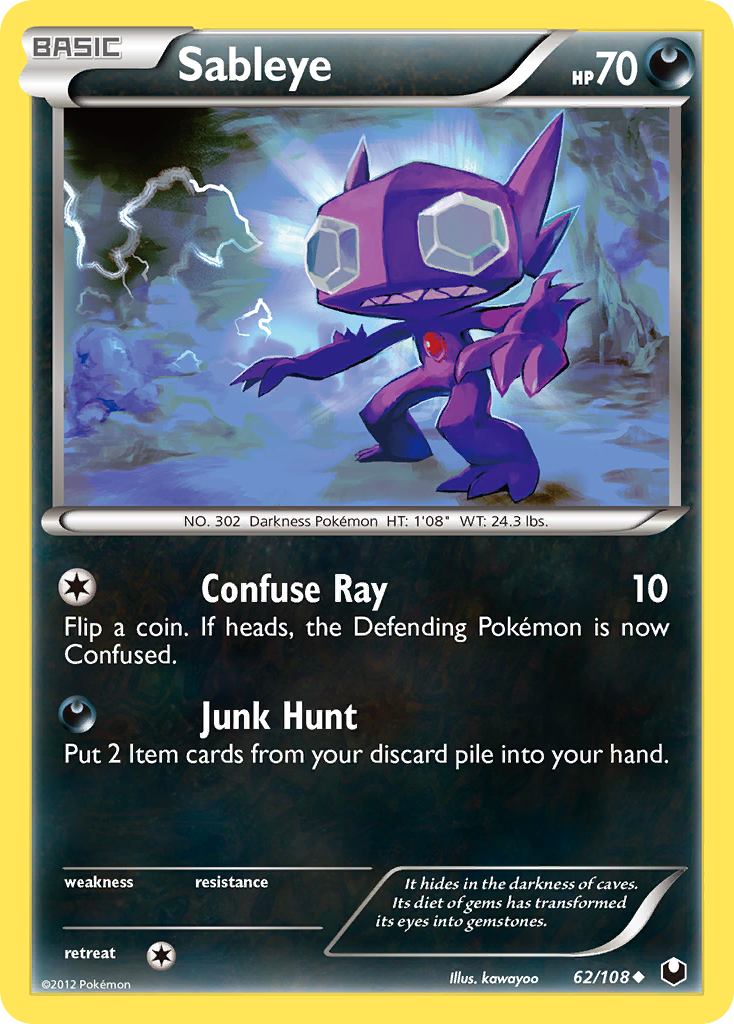 BASIC
Sableye
HP 70
NO. 302 Darkness Pokémon HT: 1'08" WT: 24.3 lbs.
Confuse Ray 10
Flip a coin. If heads, the Defending Pokémon is now
Confused.
Junk Hunt
Put 2 Item cards from your discard pile into your hand.
weakness resistance
It hides in the darkness of caves.
Its diet of gems has transformed
its eyes into gemstones.
retreat
©2012 Pokémon
Illus. kawayoo
62/108